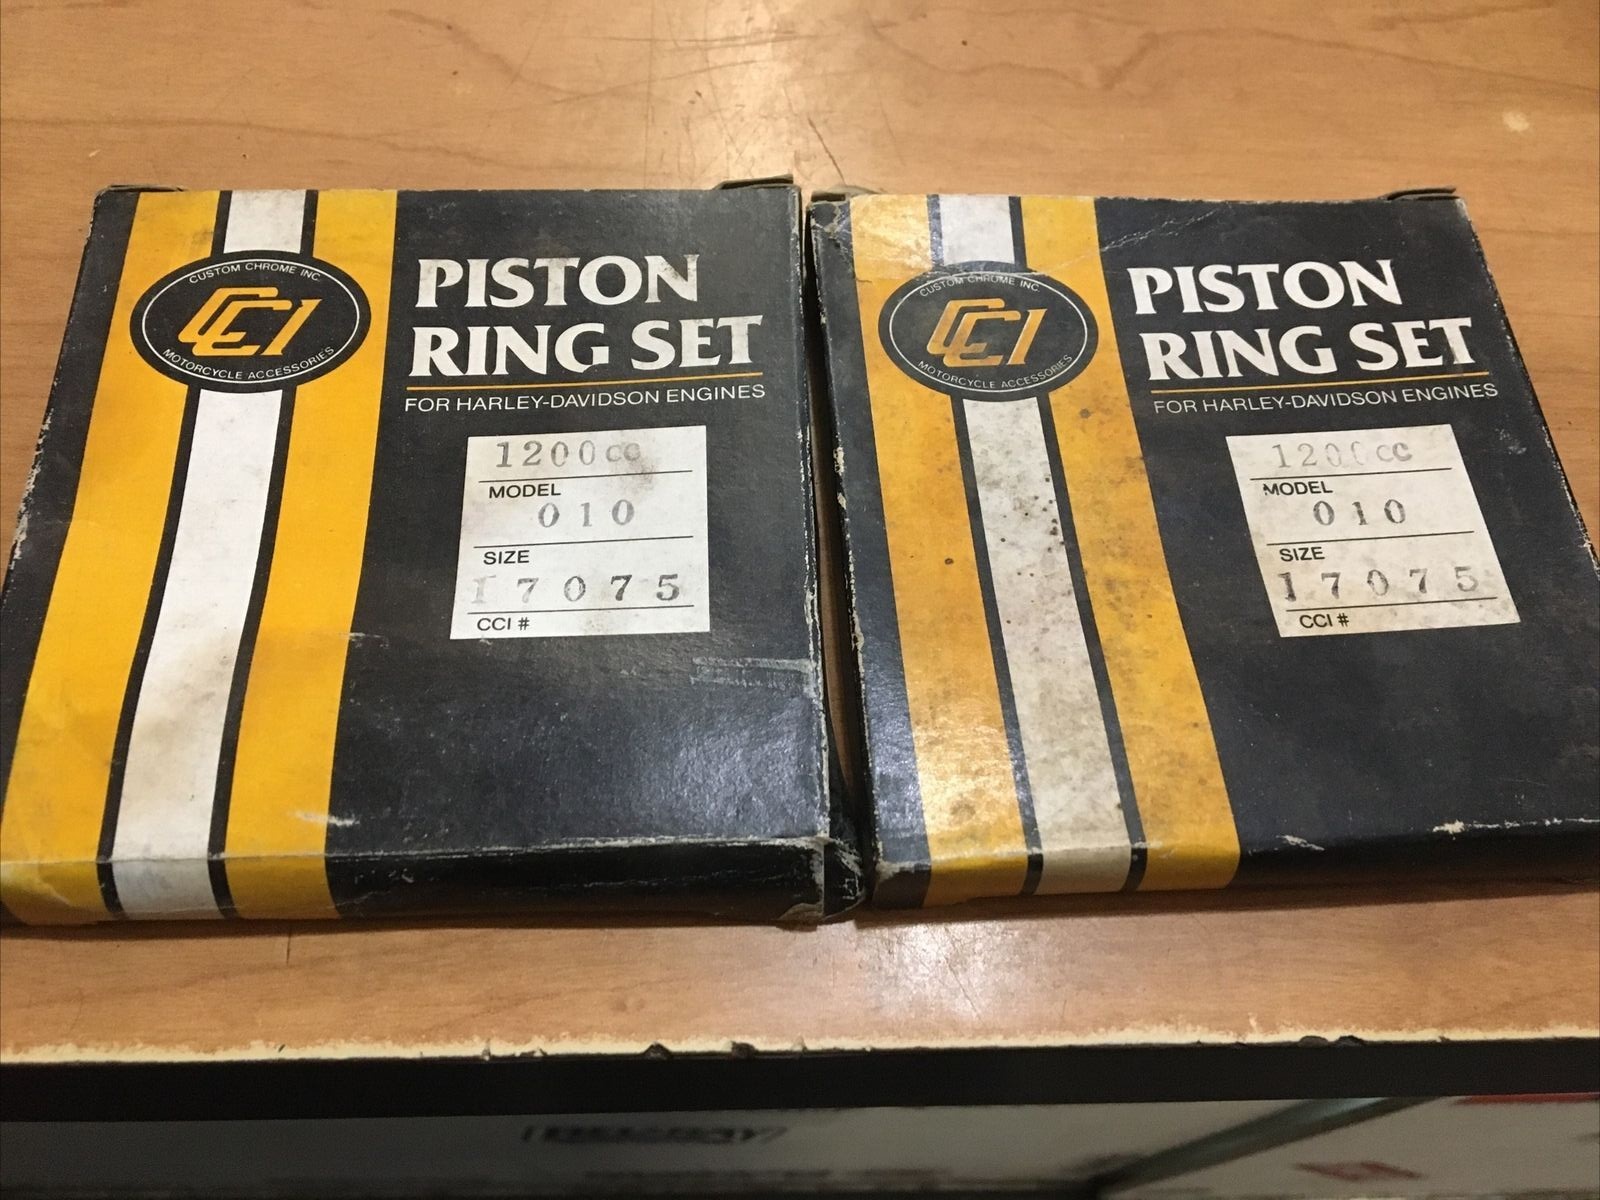 CUSTOM CHROME INC.
CCI
MOTORCYCLE ACCESSORIES
PISTON
RING SET
FOR HARLEY-DAVIDSON ENGINES
1200cc
MODEL
010
SIZE
17075
CCI #
CUSTOM CHROME INC.
CCI
MOTORCYCLE ACCESSORIES
PISTON
RING SET
FOR HARLEY-DAVIDSON ENGINES
1200cc
MODEL
010
SIZE
17075
CCI #